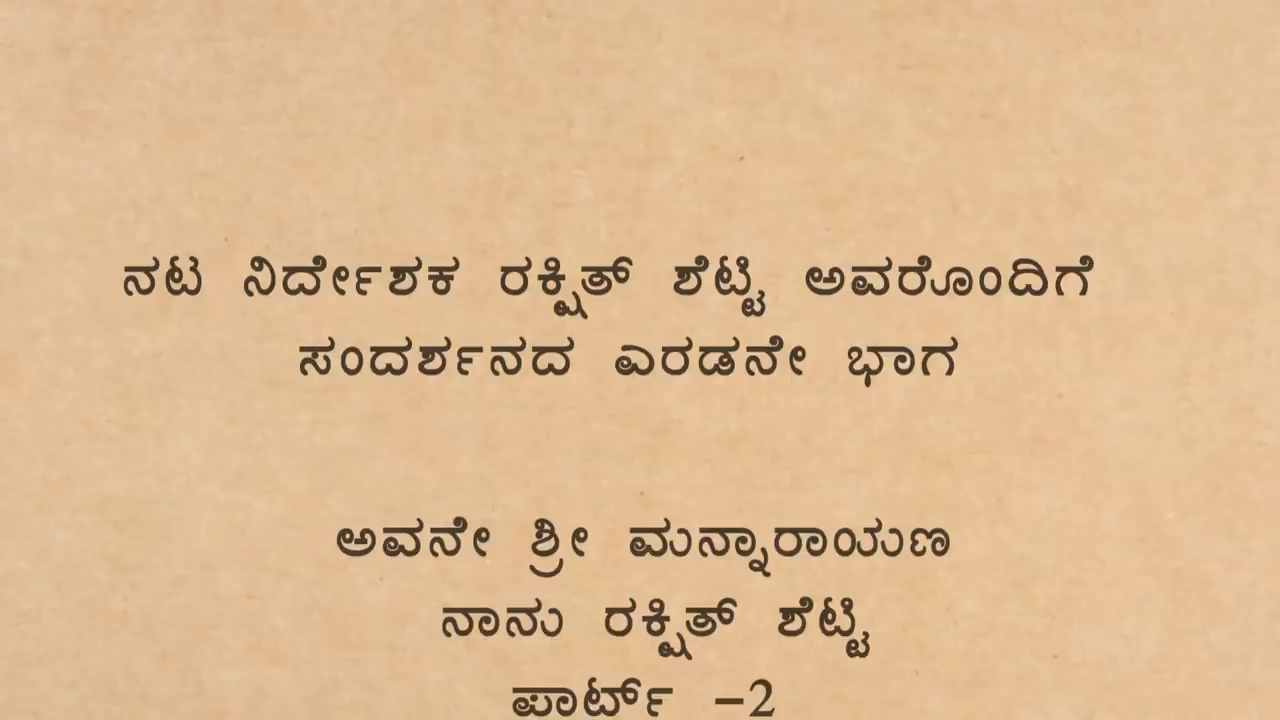 ನಟ ನಿರ್ದೇಶಕ ರಕ್ಷಿತ್ ಶೆಟ್ಟಿ ಅವರೊಂದಿಗೆ
ಸಂದರ್ಶನದ ಎರಡನೇ ಭಾಗ
ಅವನೇ ಶ್ರೀ ಮನ್ನಾರಾಯಣ
ನಾನು ರಕ್ಷಿತ್ ಶೆಟ್ಟಿ
ಪಾರ್ಟ್ -2